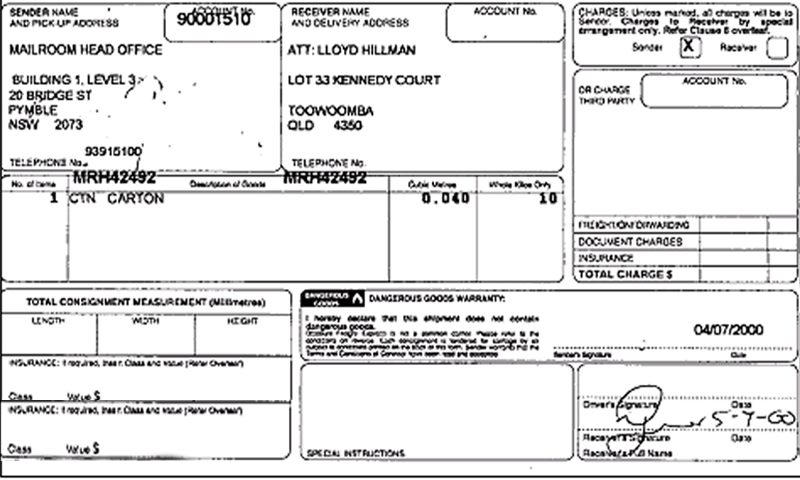 SENDER NAME
AND PICK-UP ADDRESS
ACCOUNT No.
90001510
MAILROOM HEAD OFFICE
BUILDING 1, LEVEL 3
20 BRIDGE ST
PYMBLE
NSW 2073
93915100
TELEPHONE No.
RECEIVER NAME
AND DELIVERY ADDRESS
ACCOUNT No.
ATT: LLOYD HILLMAN
LOT 33 KENNEDY COURT
TOOWOOMBA
QLD 4350
TELEPHONE No.
CHARGES: Unless marked, all charges will be to
Sender. Charges to Receiver by special
arrangement only. Refer Clause 6 overleaf.
Sender X Receiver
OR CHARGE
THIRD PARTY
ACCOUNT No.
MRH42492 MRH42492
No. of Items Description of Goods Cubic Metres Whole Kilos Only
1 CTN CARTON 0.040 10
FREIGHT/ONFORWARDING
DOCUMENT CHARGES
INSURANCE
TOTAL CHARGE $
TOTAL CONSIGNMENT MEASUREMENT (Millimetres)
LENGTH WIDTH HEIGHT
INSURANCE: If required, insert Class and Value (Refer Overleaf)
Class Value $
INSURANCE: If required, insert Class and Value (Refer Overleaf)
Class Value $
DANGEROUS GOODS
DANGEROUS GOODS WARRANTY:
I hereby declare that this shipment does not contain
dangerous goods.
04/07/2000
Sender's Signature Date
SPECIAL INSTRUCTIONS
Driver's Signature Date
5-7-00
Receiver's Signature Date
Receiver's Full Name